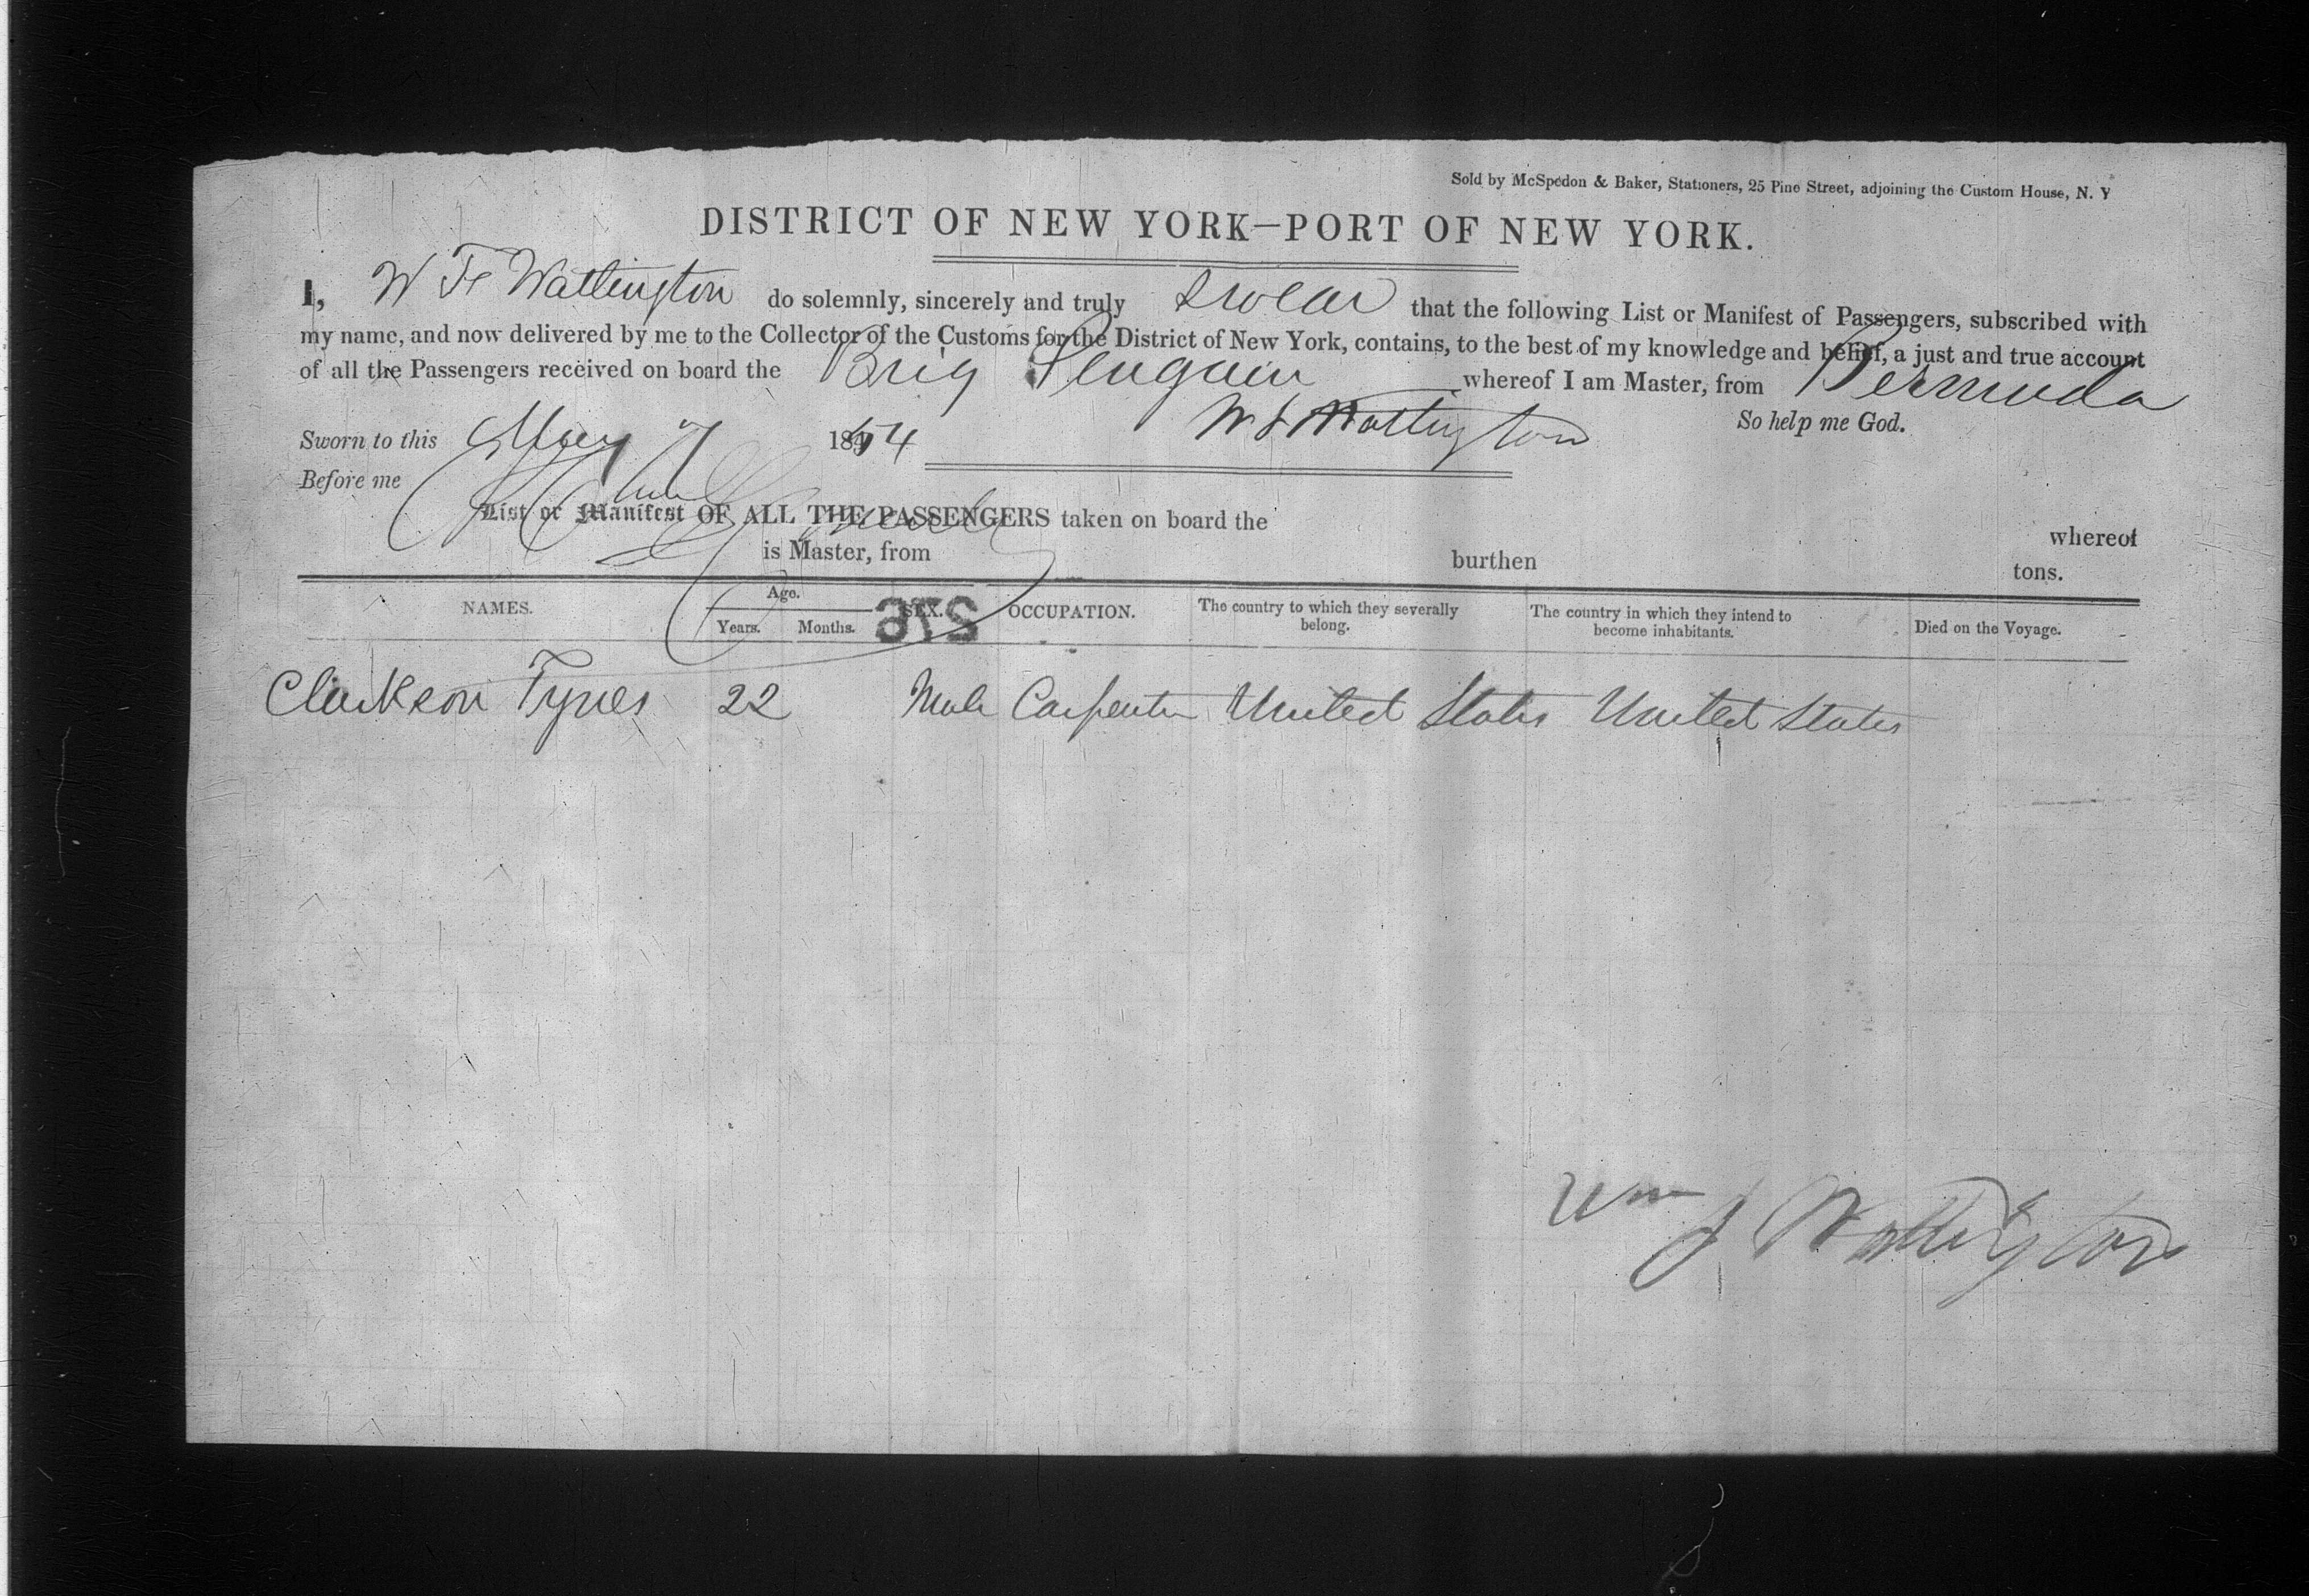 Sold by McSpedon & Baker, Stationers, 25 Pine Street, adjoining the Custom House, N. Y
DISTRICT OF NEW YORK—PORT OF NEW YORK.
I, W F Wattington do solemnly, sincerely and truly swear that the following List or Manifest of Passengers, subscribed with
my name, and now delivered by me to the Collector of the Customs for the District of New York, contains, to the best of my knowledge and belief, a just and true account
of all the Passengers received on board the Brig Penguin whereof I am Master, from Bermuda
Sworn to this May 7 1854 W Wattington So help me God.
Before me
List or Manifest OF ALL THE PASSENGERS taken on board the whereof
is Master, from burthen tons.
NAMES. Age. Years. Months. SEX. OCCUPATION. The country to which they severally belong. The country in which they intend to become inhabitants. Died on the Voyage.
Clarkson Tynes 22 Male Carpenter United States United States
Wm J Wattington